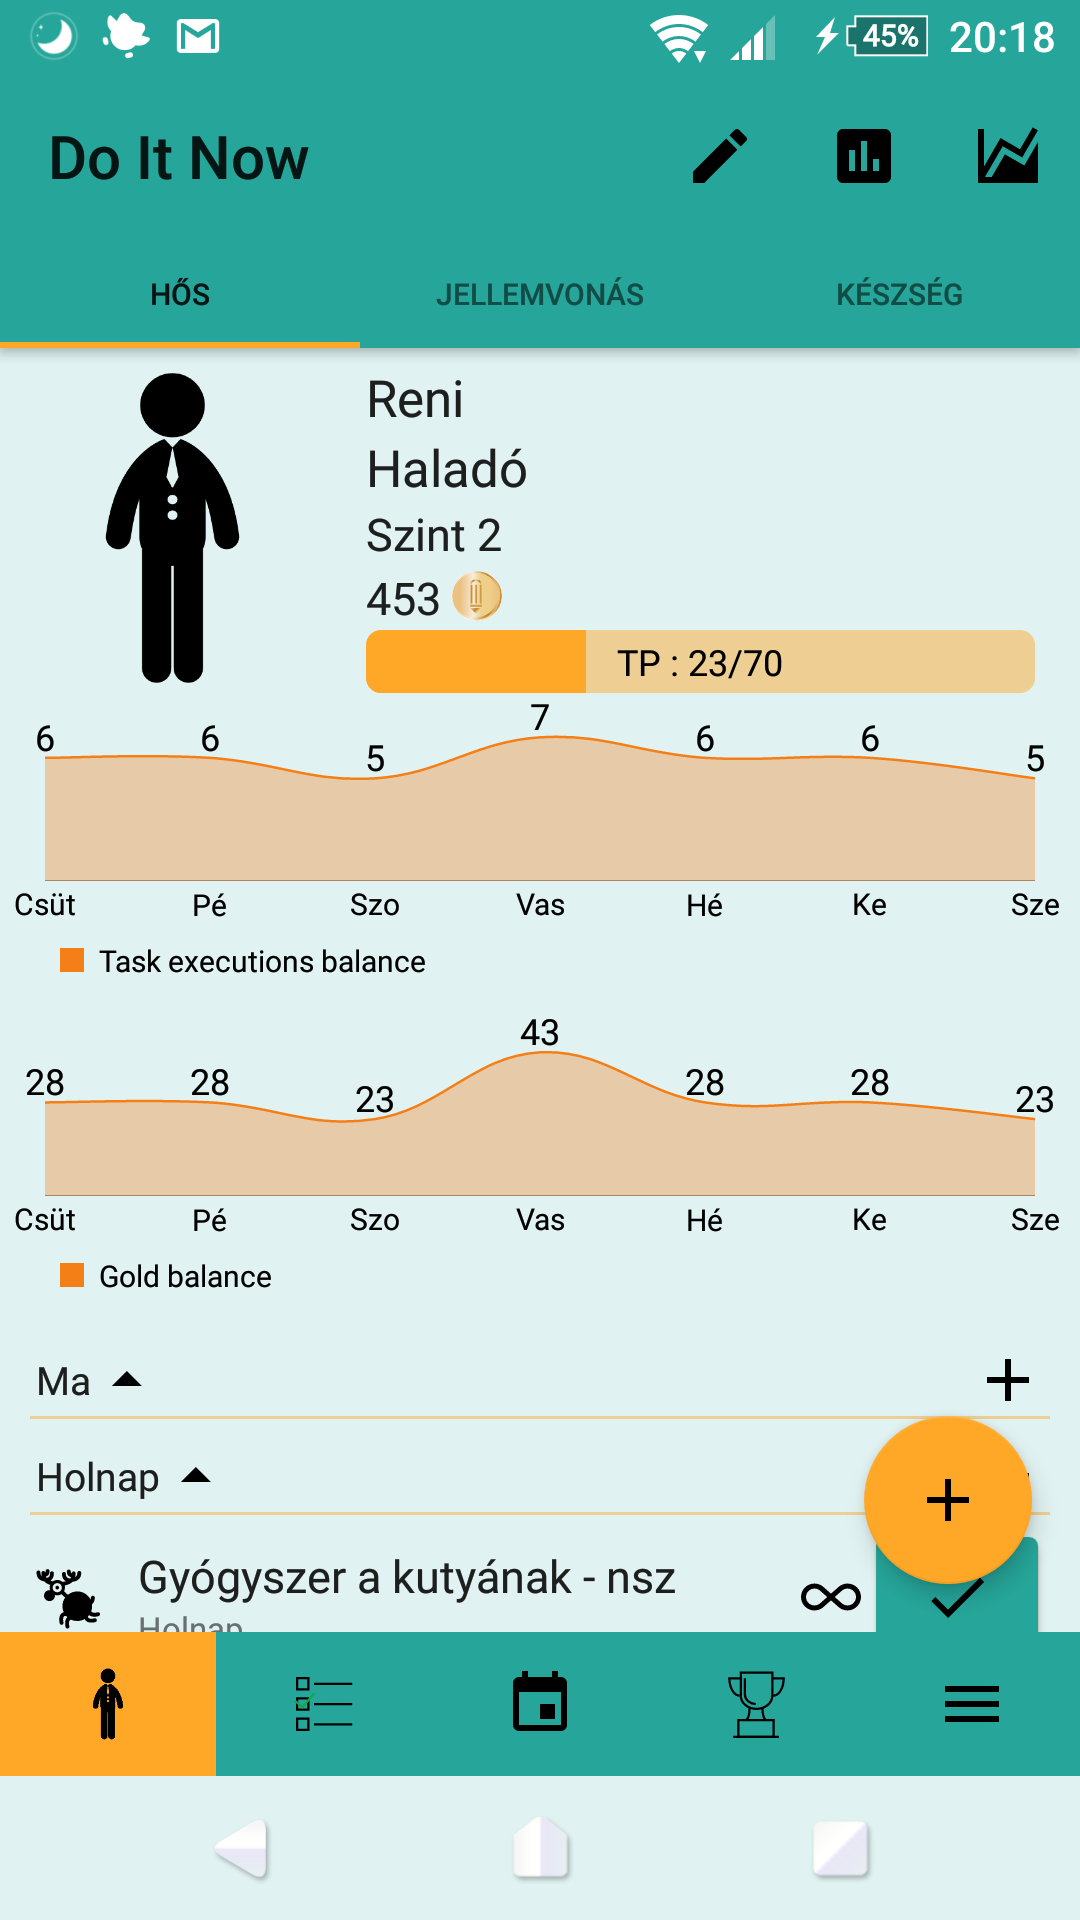 45% 20:18
Do It Now
HŐS JELLEMVONÁS KÉSZSÉG
Reni
Haladó
Szint 2
453
TP : 23/70
6 6 5 7 6 6 5
Csüt Pé Szo Vas Hé Ke Sze
Task executions balance
28 28 23 43 28 28 23
Csüt Pé Szo Vas Hé Ke Sze
Gold balance
Ma
Holnap
Gyógyszer a kutyának - nsz
Holnap